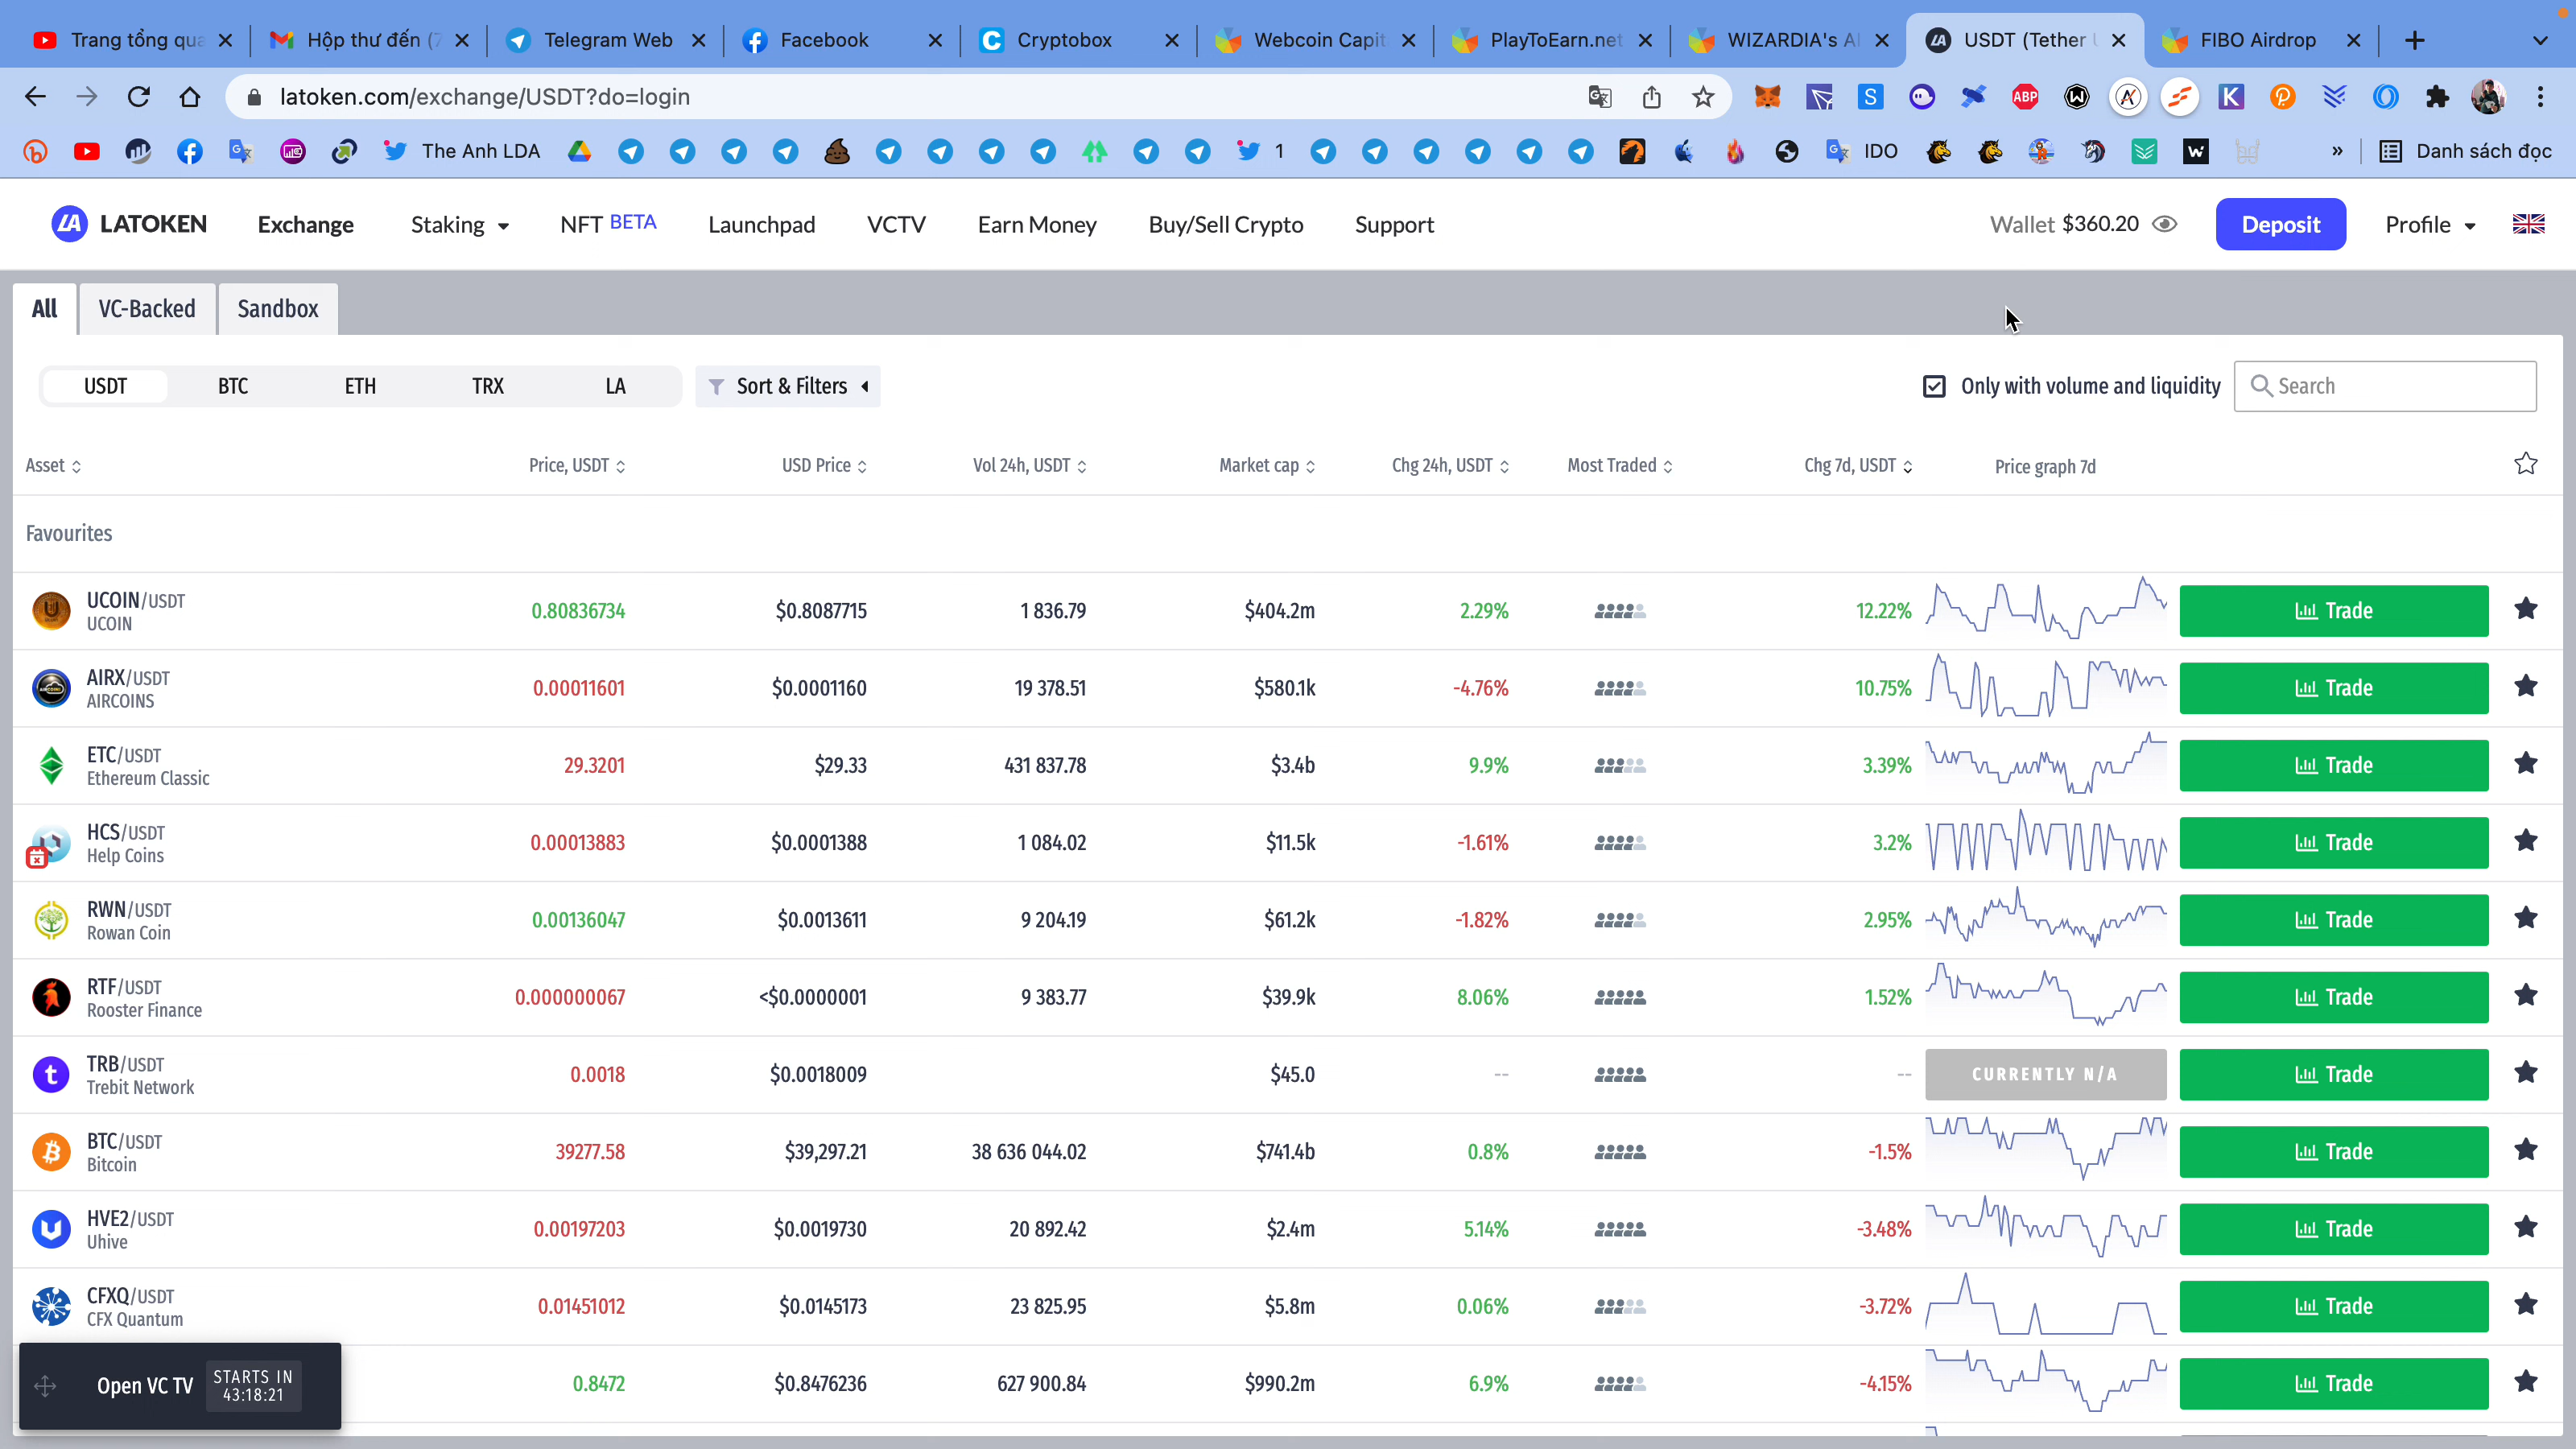 Trang tổng qua
Hộp thư đến (7
Telegram Web
Facebook
Cryptobox
Webcoin Capit
PlayToEarn.net
WIZARDIA's A
USDT (Tether
FIBO Airdrop
latoken.com/exchange/USDT?do=login
The Anh LDA
1
IDO
Danh sách đọc
LATOKEN
Exchange
Staking
NFT BETA
Launchpad
VCTV
Earn Money
Buy/Sell Crypto
Support
Wallet $360.20
Deposit
Profile
All
VC-Backed
Sandbox
USDT
BTC
ETH
TRX
LA
Sort & Filters
Only with volume and liquidity
Search
Asset
Price, USDT
USD Price
Vol 24h, USDT
Market cap
Chg 24h, USDT
Most Traded
Chg 7d, USDT
Price graph 7d
Favourites
UCOIN/USDT
UCOIN
0.80836734
$0.8087715
1 836.79
$404.2m
2.29%
12.22%
Trade
AIRX/USDT
AIRCOINS
0.00011601
$0.0001160
19 378.51
$580.1k
-4.76%
10.75%
Trade
ETC/USDT
Ethereum Classic
29.3201
$29.33
431 837.78
$3.4b
9.9%
3.39%
Trade
HCS/USDT
Help Coins
0.00013883
$0.0001388
1 084.02
$11.5k
-1.61%
3.2%
Trade
RWN/USDT
Rowan Coin
0.00136047
$0.0013611
9 204.19
$61.2k
-1.82%
2.95%
Trade
RTF/USDT
Rooster Finance
0.000000067
<$0.0000001
9 383.77
$39.9k
8.06%
1.52%
Trade
TRB/USDT
Trebit Network
0.0018
$0.0018009
$45.0
--
--
CURRENTLY N/A
Trade
BTC/USDT
Bitcoin
39277.58
$39,297.21
38 636 044.02
$741.4b
0.8%
-1.5%
Trade
HVE2/USDT
Uhive
0.00197203
$0.0019730
20 892.42
$2.4m
5.14%
-3.48%
Trade
CFXQ/USDT
CFX Quantum
0.01451012
$0.0145173
23 825.95
$5.8m
0.06%
-3.72%
Trade
0.8472
$0.8476236
627 900.84
$990.2m
6.9%
-4.15%
Trade
Open VC TV
STARTS IN
43:18:21